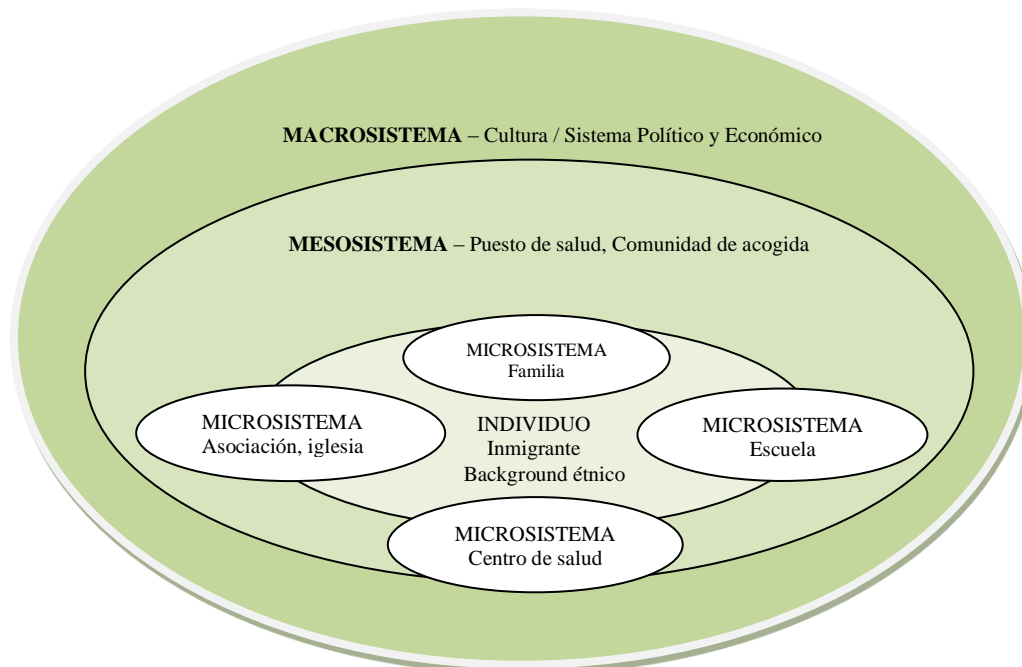 MACROSISTEMA – Cultura / Sistema Político y Económico
MESOSISTEMA – Puesto de salud, Comunidad de acogida
MICROSISTEMA
Familia
MICROSISTEMA
Asociación, iglesia
INDIVIDUO
Inmigrante
Background étnico
MICROSISTEMA
Escuela
MICROSISTEMA
Centro de salud